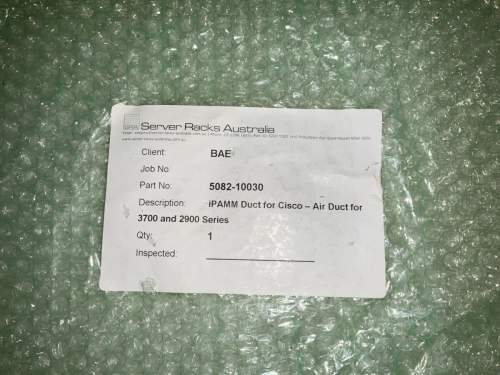 Server Racks Australia
Client: BAE
Job No:
Part No: 5082-10030
Description: iPAMM Duct for Cisco – Air Duct for
3700 and 2900 Series
Qty: 1
Inspected: